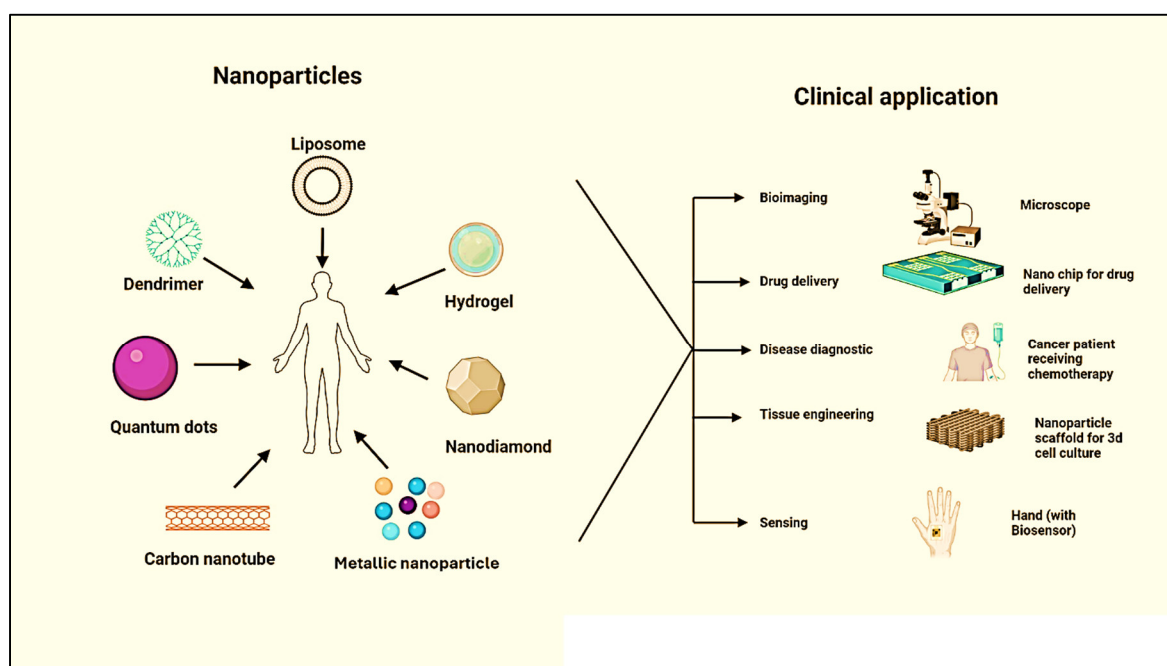 Nanoparticles
Liposome
Dendrimer
Hydrogel
Quantum dots
Nanodiamond
Carbon nanotube
Metallic nanoparticle
Clinical application
Bioimaging
Microscope
Drug delivery
Nano chip for drug
delivery
Disease diagnostic
Cancer patient
receiving
chemotherapy
Tissue engineering
Nanoparticle
scaffold for 3d
cell culture
Sensing
Hand (with
Biosensor)